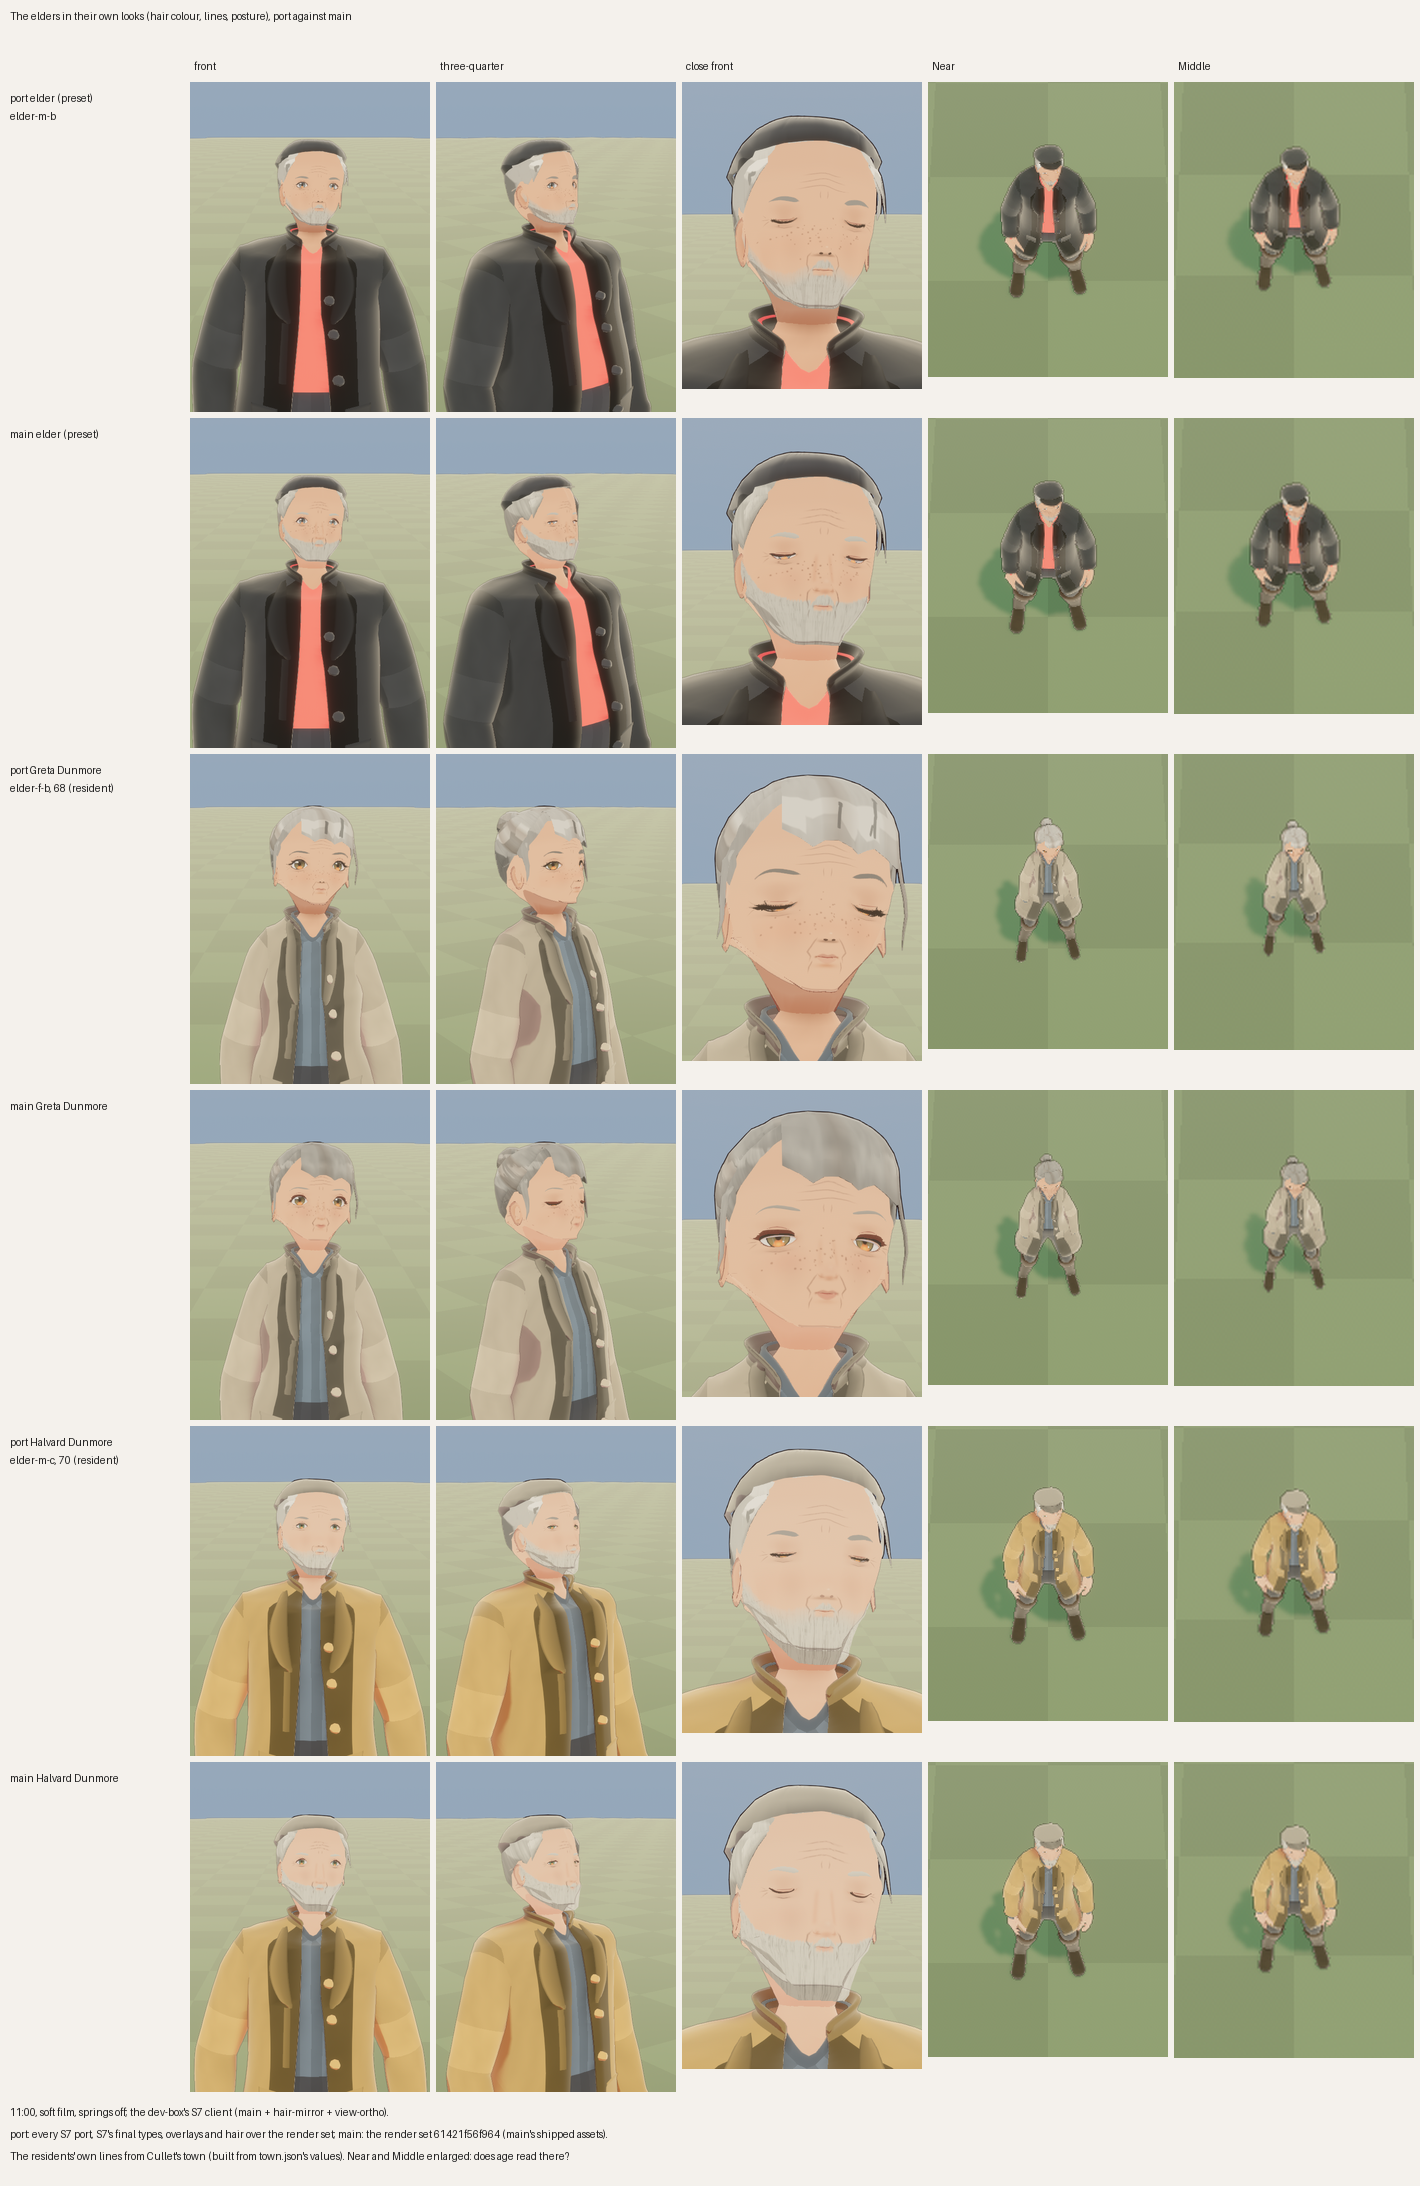 The elders in their own looks (hair colour, lines, posture), port against main
front three-quarter close front Near Middle
port elder (preset)
elder-m-b
main elder (preset)
port Greta Dunmore
elder-f-b, 68 (resident)
main Greta Dunmore
port Halvard Dunmore
elder-m-c, 70 (resident)
main Halvard Dunmore
11:00, soft film, springs off, the dev-box's S7 client (main + hair-mirror + view-ortho).
port: every S7 port, S7's final types, overlays and hair over the render set; main: the render set 61421f56f964 (main's shipped assets).
The residents' own lines from Cullet's town (built from town.json's values). Near and Middle enlarged: does age read there?